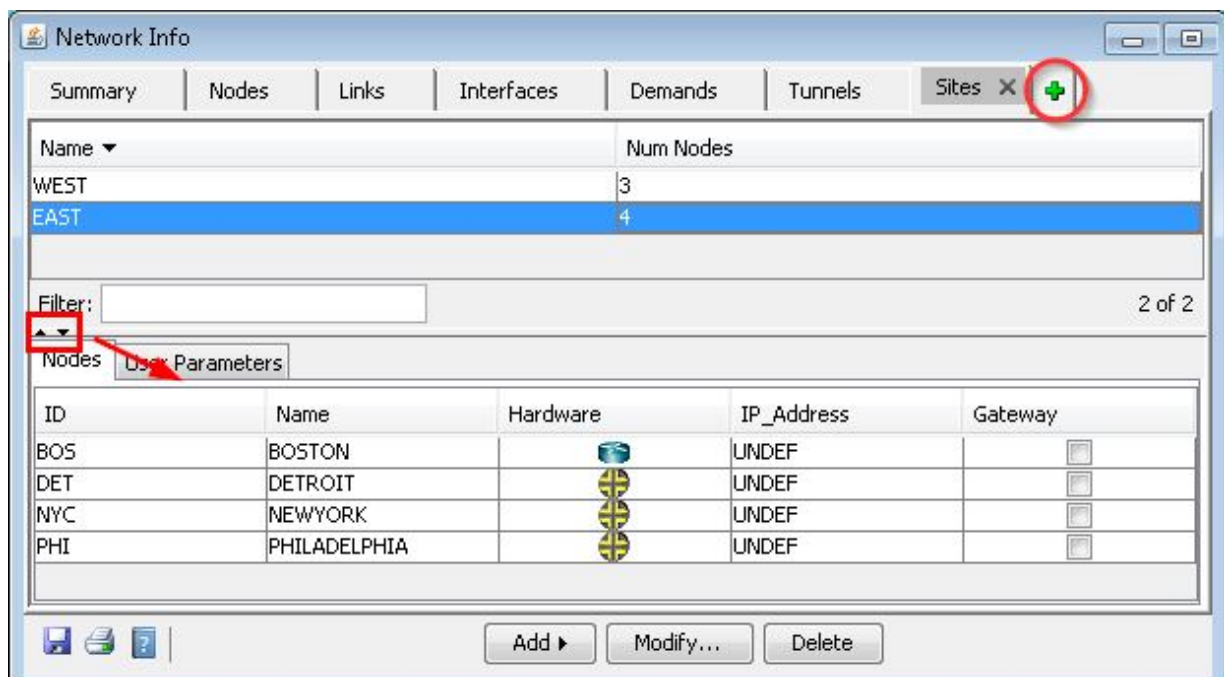 Network Info
Summary Nodes Links Interfaces Demands Tunnels Sites
Name Num Nodes
WEST 3
EAST 4
Filter: 2 of 2
Nodes User Parameters
ID Name Hardware IP_Address Gateway
BOS BOSTON UNDEF
DET DETROIT UNDEF
NYC NEWYORK UNDEF
PHI PHILADELPHIA UNDEF
Add Modify... Delete